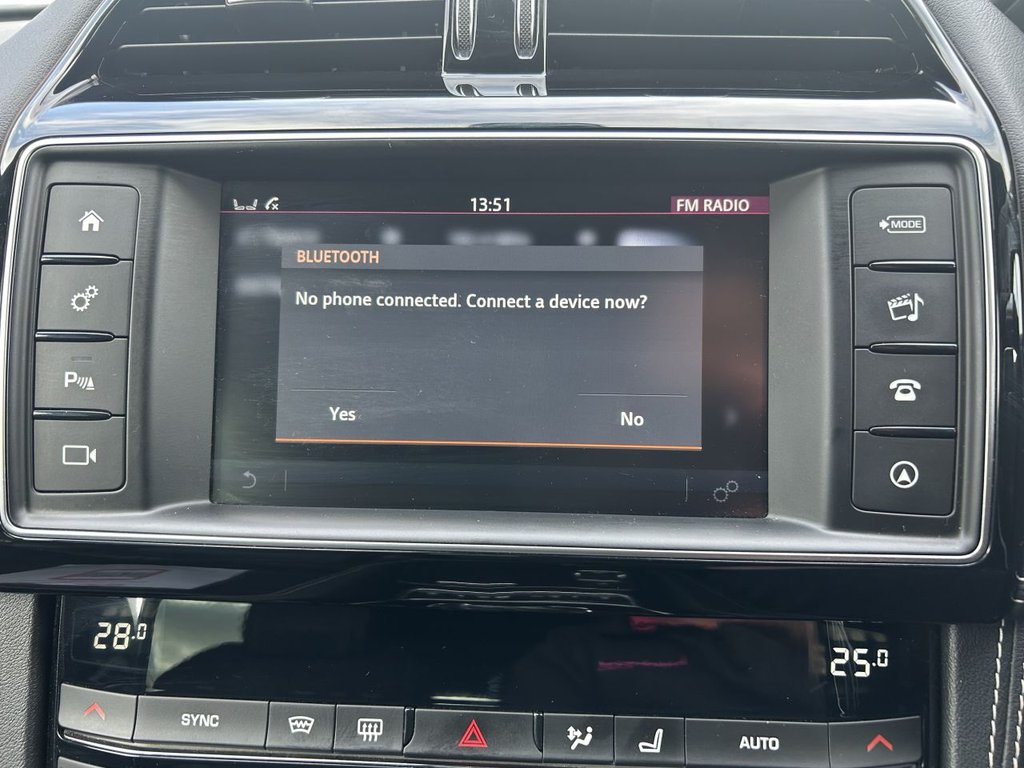 13:51
FM RADIO
MODE
BLUETOOTH
No phone connected. Connect a device now?
P
Yes
No
28.0
25.0
SYNC
AUTO